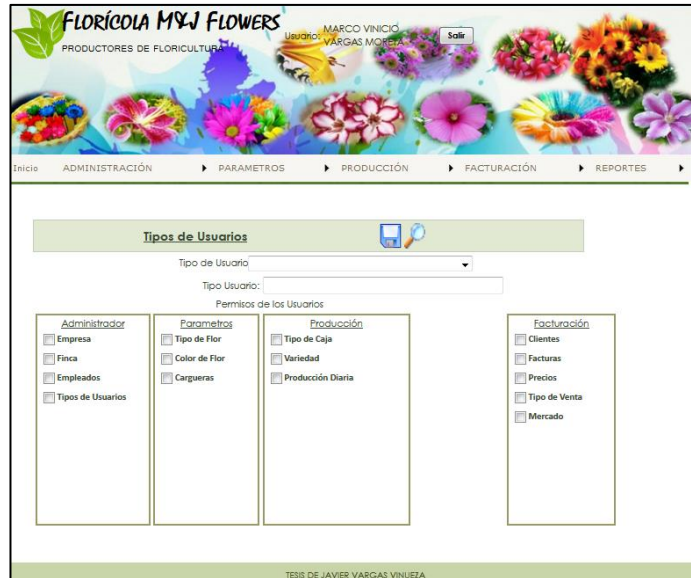 FLORÍCOLA M&J FLOWERS
PRODUCTORES DE FLORICULTURA
Usuario: MARCO VINICIO
VARGAS MORETA
Salir
Inicio ADMINISTRACIÓN PARAMETROS PRODUCCIÓN FACTURACIÓN REPORTES
Tipos de Usuarios
Tipo de Usuario
Tipo Usuario:
Permisos de los Usuarios
Administrador
Empresa
Finca
Empleados
Tipos de Usuarios
Parametros
Tipo de Flor
Color de Flor
Cargueras
Producción
Tipo de Caja
Variedad
Producción Diaria
Facturación
Clientes
Facturas
Precios
Tipo de Venta
Mercado
TESIS DE JAVIER VARGAS VINUEZA